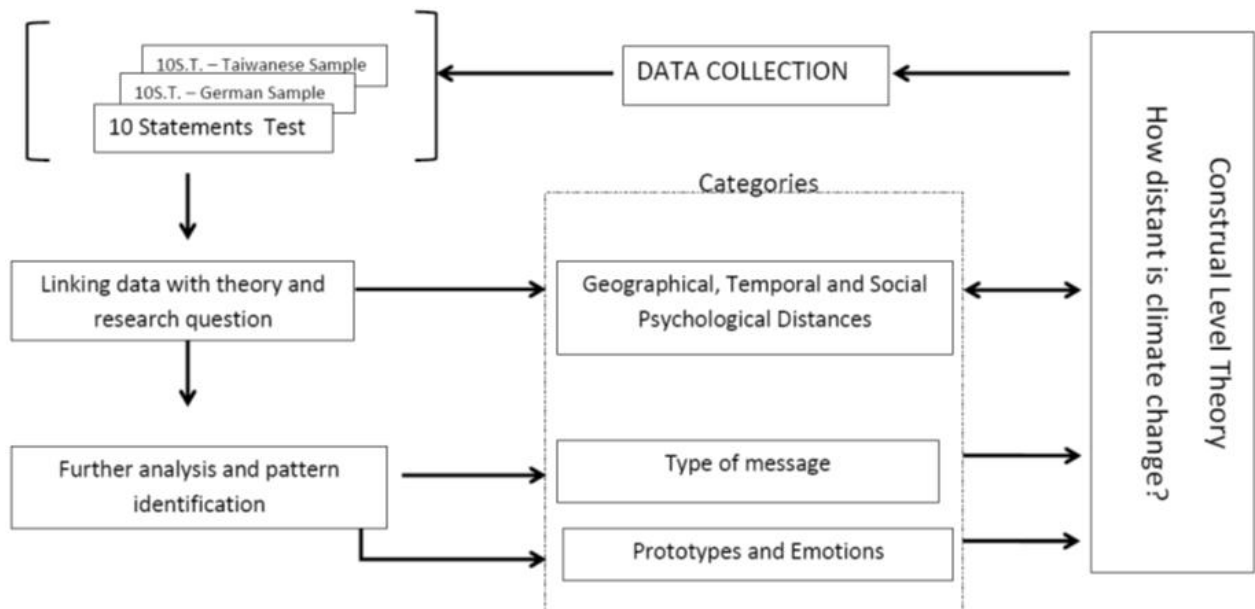 10S.T. – Taiwanese Sample
10S.T. – German Sample
10 Statements Test
DATA COLLECTION
Construal Level Theory
How distant is climate change?
Categories
Linking data with theory and
research question
Geographical, Temporal and Social
Psychological Distances
Further analysis and pattern
identification
Type of message
Prototypes and Emotions